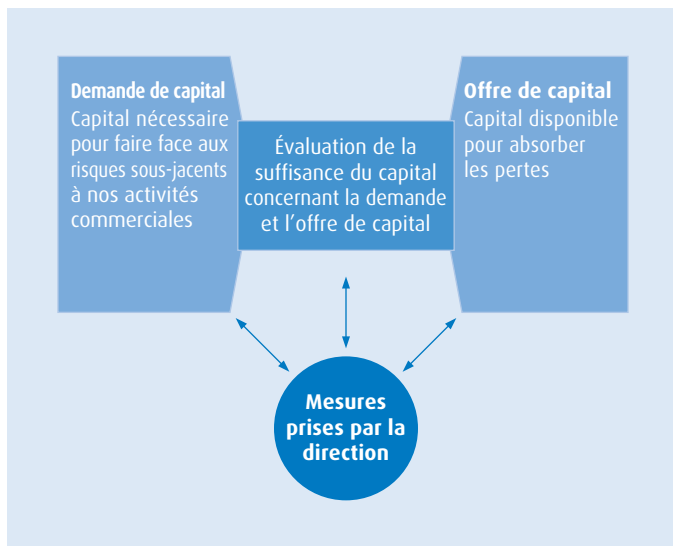 Demande de capital
Capital nécessaire
pour faire face aux
risques sous-jacents
à nos activités
commerciales
Évaluation de la
suffisance du capital
concernant la demande
et l'offre de capital
Offre de capital
Capital disponible
pour absorber
les pertes
Mesures
prises par la
direction